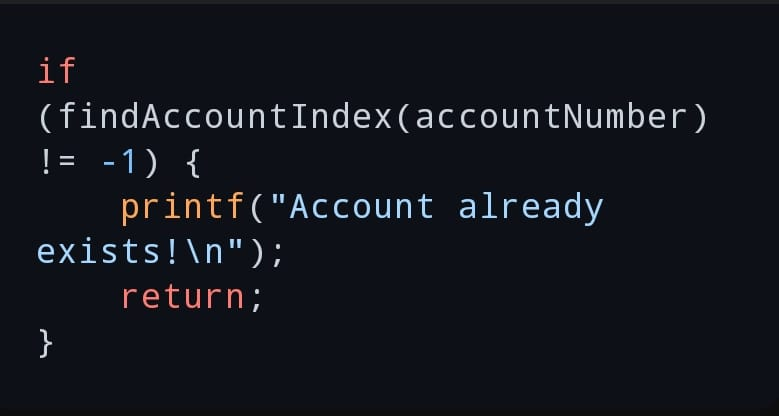 if
(findAccountIndex(accountNumber)
!= -1) {
    printf("Account already
exists!\n");
    return;
}